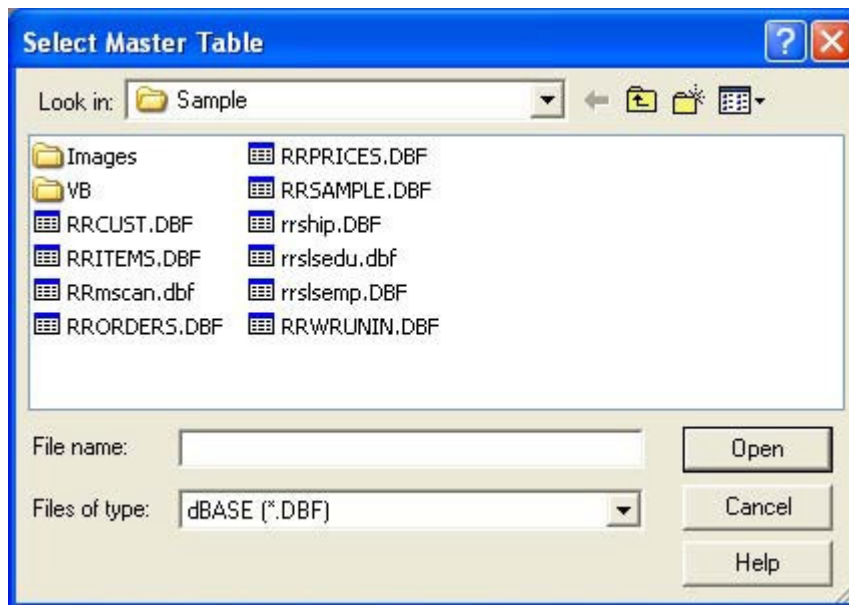 Select Master Table
Look in: Sample
Images
VB
RRCUST.DBF
RRITEMS.DBF
RRmscan.dbf
RRORDERS.DBF
RRPRICES.DBF
RRSAMPLE.DBF
rrship.DBF
rrslsedu.dbf
rrslsemp.DBF
RRWRUNIN.DBF
File name:
Open
Files of type: dBASE (*.DBF)
Cancel
Help